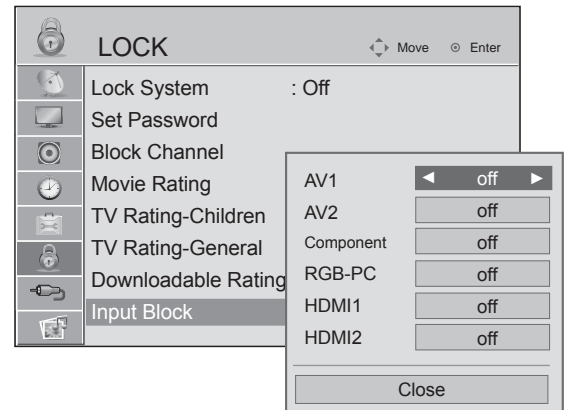 LOCK
Move
Enter
Lock System : Off
Set Password
Block Channel
Movie Rating
TV Rating-Children
TV Rating-General
Downloadable Rating
Input Block
AV1 ◀ off ▶
AV2 off
Component off
RGB-PC off
HDMI1 off
HDMI2 off
Close